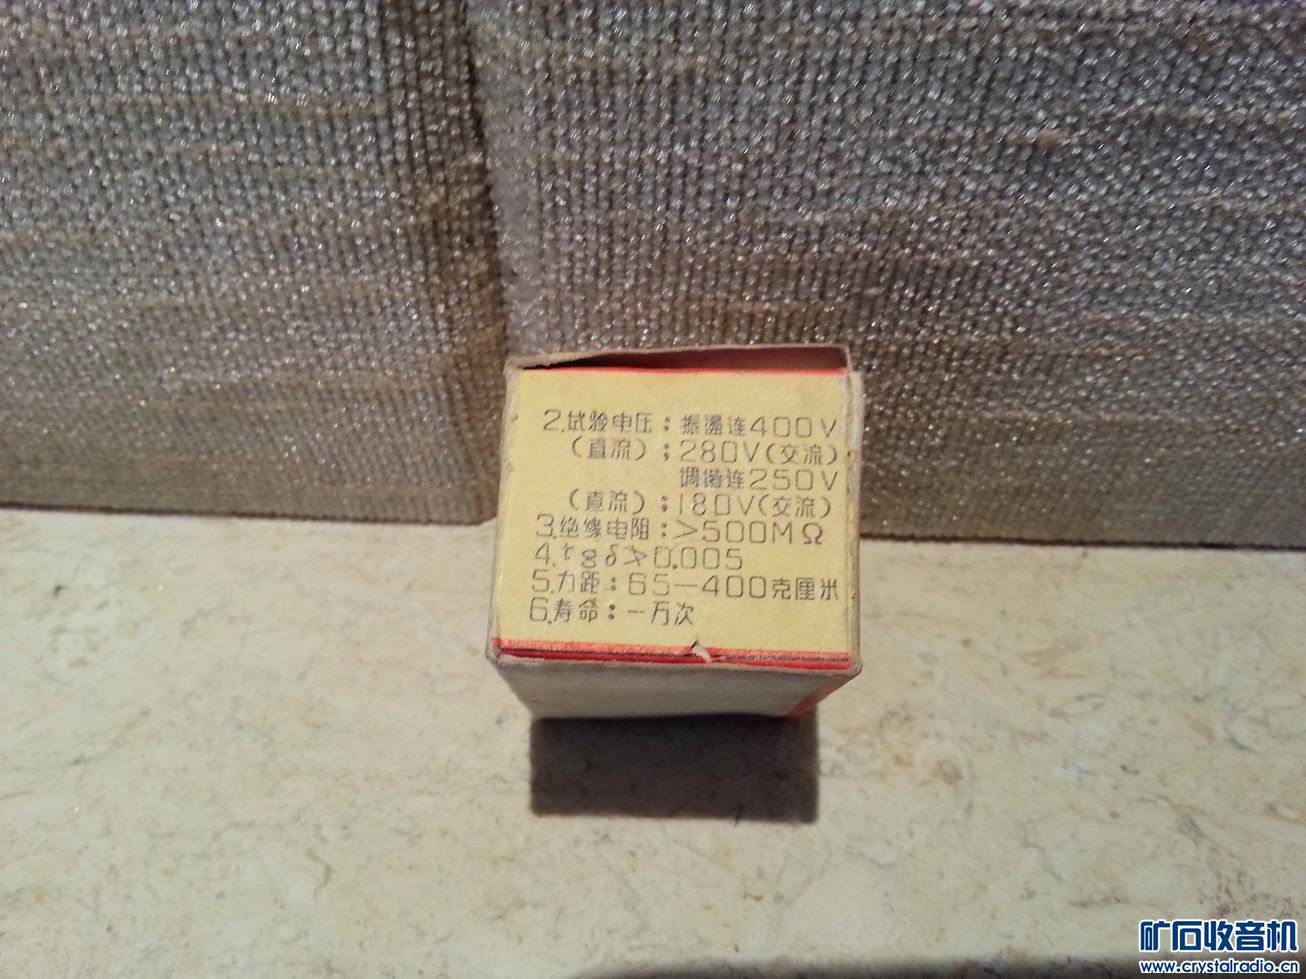 2.试验电压：振荡连400V
（直流）；280V（交流）
调谐连250V
（直流）；180V（交流）
3.绝缘电阻：＞500MΩ
4.tgδ≯0.005
5.力距：65—400克厘米
6.寿命：一万次
矿石收音机
www.crystalradio.cn